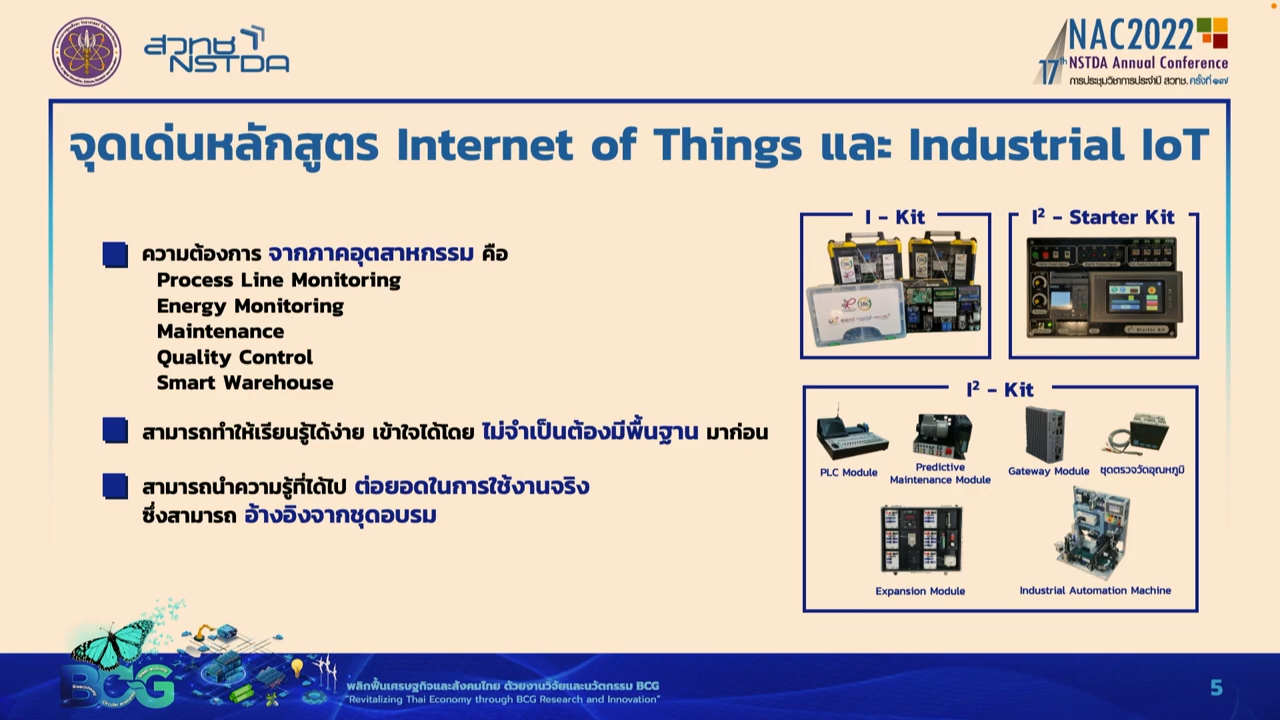 สวทช
NSTDA
NAC2022
17th NSTDA Annual Conference
การประชุมวิชาการประจำปี สวทช. ครั้งที่ ๑๗
จุดเด่นหลักสูตร Internet of Things และ Industrial IoT
ความต้องการ จากภาคอุตสาหกรรม คือ
Process Line Monitoring
Energy Monitoring
Maintenance
Quality Control
Smart Warehouse
สามารถทำให้เรียนรู้ได้ง่าย เข้าใจได้โดย ไม่จำเป็นต้องมีพื้นฐาน มาก่อน
สามารถนำความรู้ที่ได้ไป ต่อยอดในการใช้งานจริง
ซึ่งสามารถ อ้างอิงจากชุดอบรม
I - Kit
I² - Starter Kit
I² - Starter Kit
I² - Kit
PLC Module
Predictive
Maintenance Module
Gateway Module
ชุดตรวจวัดอุณหภูมิ
Expansion Module
Industrial Automation Machine
BCG
พลิกฟื้นเศรษฐกิจและสังคมไทย ด้วยงานวิจัยและนวัตกรรม BCG
"Revitalizing Thai Economy through BCG Research and Innovation"
5